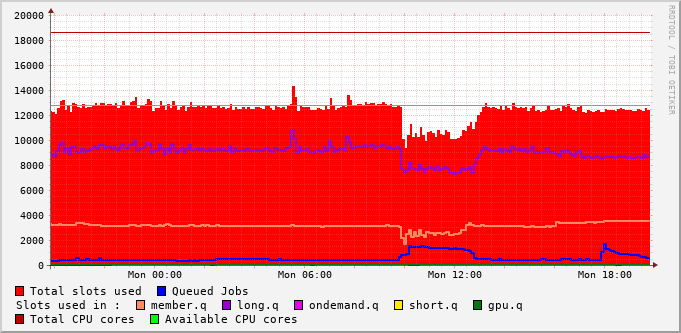 20000
18000
16000
14000
12000
10000
8000
6000
4000
2000
0
Mon 00:00 Mon 06:00 Mon 12:00 Mon 18:00
RRDTOOL / TOBI OETIKER
Total slots used Queued Jobs
Slots used in : member.q long.q ondemand.q short.q gpu.q
Total CPU cores Available CPU cores